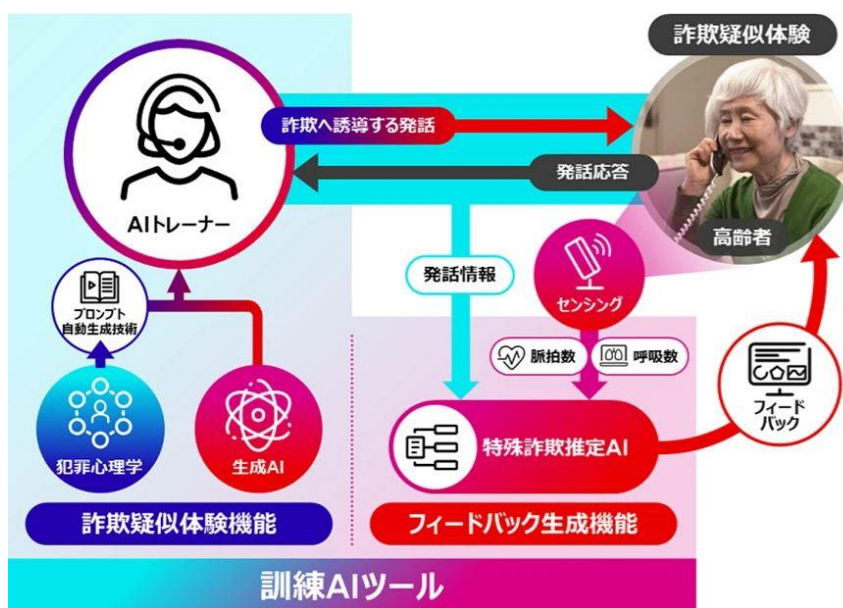 詐欺疑似体験
詐欺へ誘導する発話
発話応答
AIトレーナー
高齢者
発話情報
センシング
プロンプト
自動生成技術
脈拍数
呼吸数
フィード
バック
犯罪心理学
生成AI
特殊詐欺推定AI
詐欺疑似体験機能
フィードバック生成機能
訓練AIツール